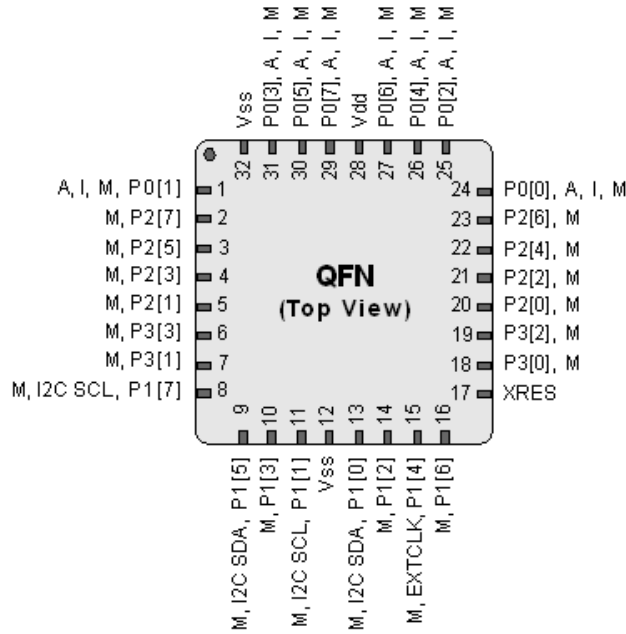 Vss
P0[3], A, I, M
P0[5], A, I, M
P0[7], A, I, M
Vdd
P0[6], A, I, M
P0[4], A, I, M
P0[2], A, I, M
32
31
30
29
28
27
26
25
A, I, M, P0[1]
1
M, P2[7]
2
M, P2[5]
3
M, P2[3]
4
M, P2[1]
5
M, P3[3]
6
M, P3[1]
7
M, I2C SCL, P1[7]
8
QFN
(Top View)
24
P0[0], A, I, M
23
P2[6], M
22
P2[4], M
21
P2[2], M
20
P2[0], M
19
P3[2], M
18
P3[0], M
17
XRES
9
10
11
12
13
14
15
16
M, I2C SDA, P1[5]
M, P1[3]
M, I2C SCL, P1[1]
Vss
M, I2C SDA, P1[0]
M, P1[2]
M, EXTCLK, P1[4]
M, P1[6]